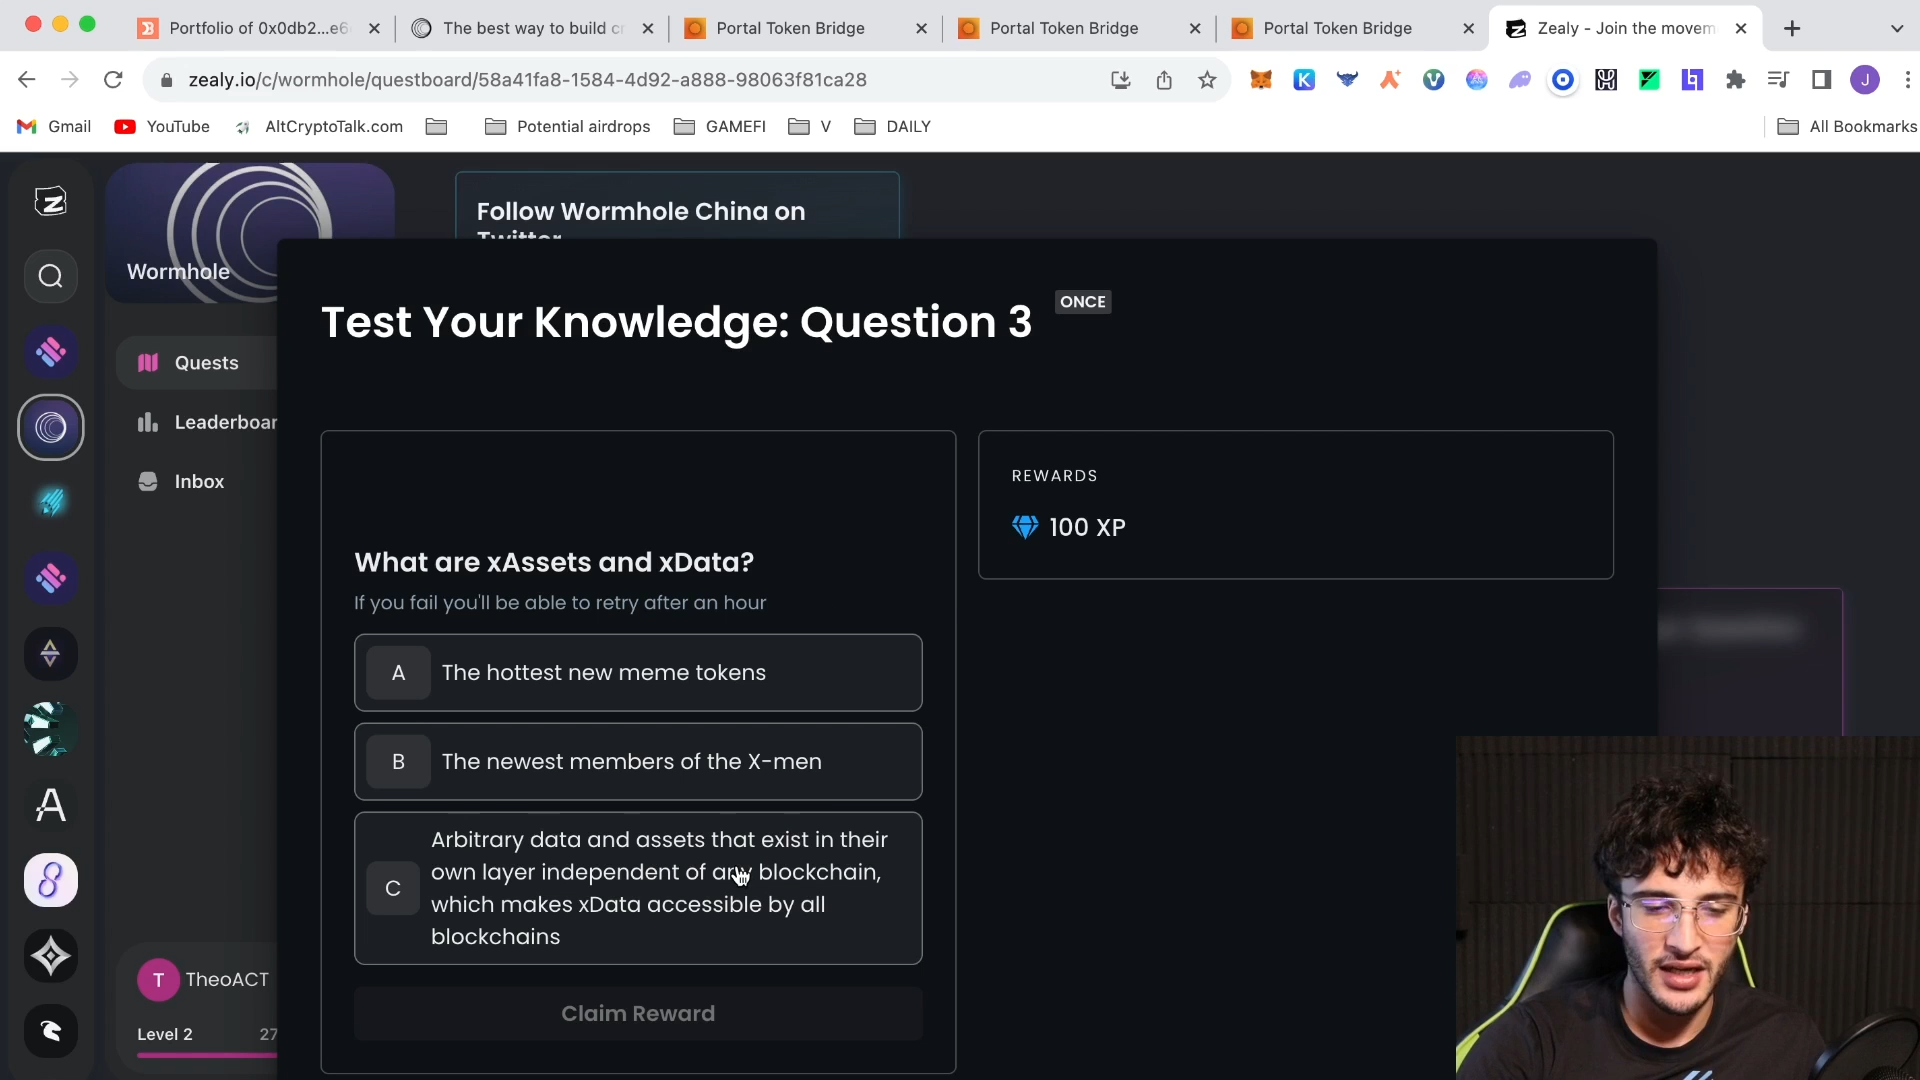 Portfolio of 0x0db2...e6
The best way to build c
Portal Token Bridge
Portal Token Bridge
Portal Token Bridge
Zealy - Join the movem
zealy.io/c/wormhole/questboard/58a41fa8-1584-4d92-a888-98063f81ca28
J
Gmail
YouTube
AltCryptoTalk.com
Potential airdrops
GAMEFI
V
DAILY
All Bookmarks
Wormhole
Follow Wormhole China on
Twitter
Quests
Leaderboar
Inbox
Test Your Knowledge: Question 3
ONCE
What are xAssets and xData?
If you fail you'll be able to retry after an hour
A The hottest new meme tokens
B The newest members of the X-men
C Arbitrary data and assets that exist in their
own layer independent of any blockchain,
which makes xData accessible by all
blockchains
Claim Reward
REWARDS
100 XP
T TheoACT
Level 2 27